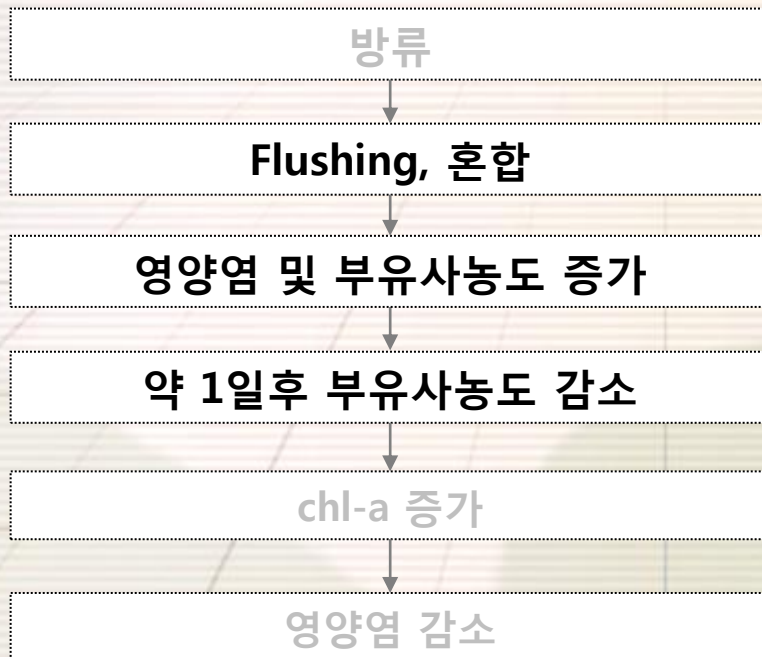 방류
Flushing, 혼합
영양염 및 부유사농도 증가
약 1일후 부유사농도 감소
chl-a 증가
영양염 감소